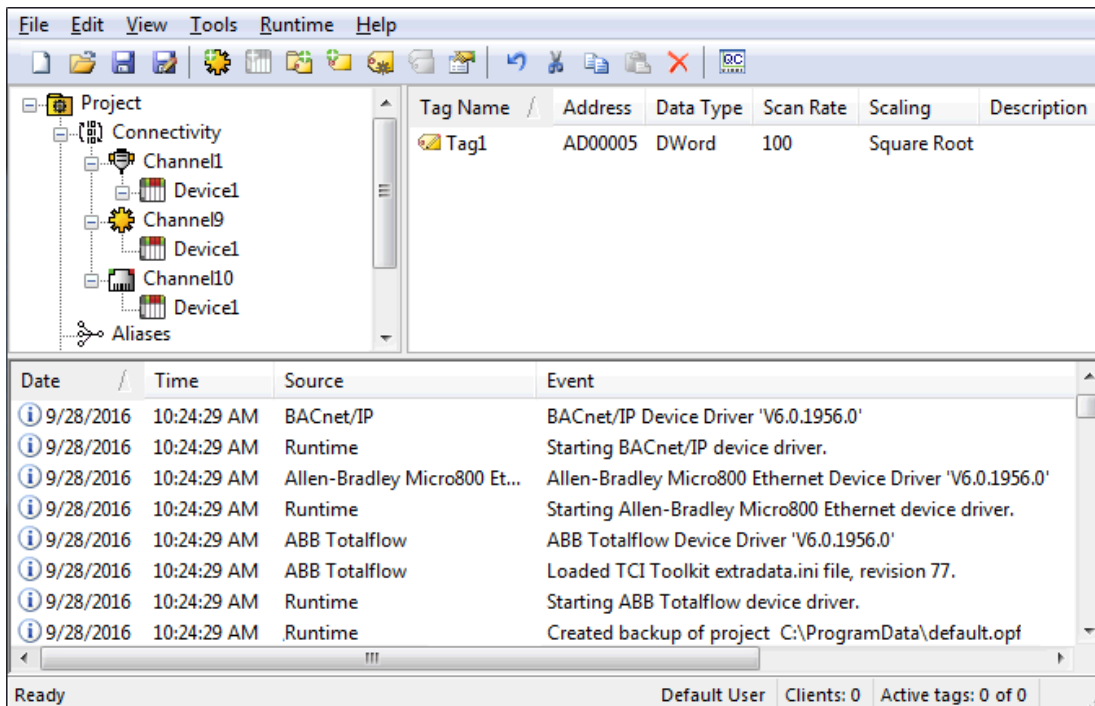 File Edit View Tools Runtime Help
Project
Connectivity
Channel1
Device1
Channel9
Device1
Channel10
Device1
Aliases
Tag Name Address Data Type Scan Rate Scaling Description
Tag1 AD00005 DWord 100 Square Root
Date Time Source Event
9/28/2016 10:24:29 AM BACnet/IP BACnet/IP Device Driver 'V6.0.1956.0'
9/28/2016 10:24:29 AM Runtime Starting BACnet/IP device driver.
9/28/2016 10:24:29 AM Allen-Bradley Micro800 Et... Allen-Bradley Micro800 Ethernet Device Driver 'V6.0.1956.0'
9/28/2016 10:24:29 AM Runtime Starting Allen-Bradley Micro800 Ethernet device driver.
9/28/2016 10:24:29 AM ABB Totalflow ABB Totalflow Device Driver 'V6.0.1956.0'
9/28/2016 10:24:29 AM ABB Totalflow Loaded TCI Toolkit extradata.ini file, revision 77.
9/28/2016 10:24:29 AM Runtime Starting ABB Totalflow device driver.
9/28/2016 10:24:29 AM .Runtime Created backup of project C:\ProgramData\default.opf
Ready Default User Clients: 0 Active tags: 0 of 0